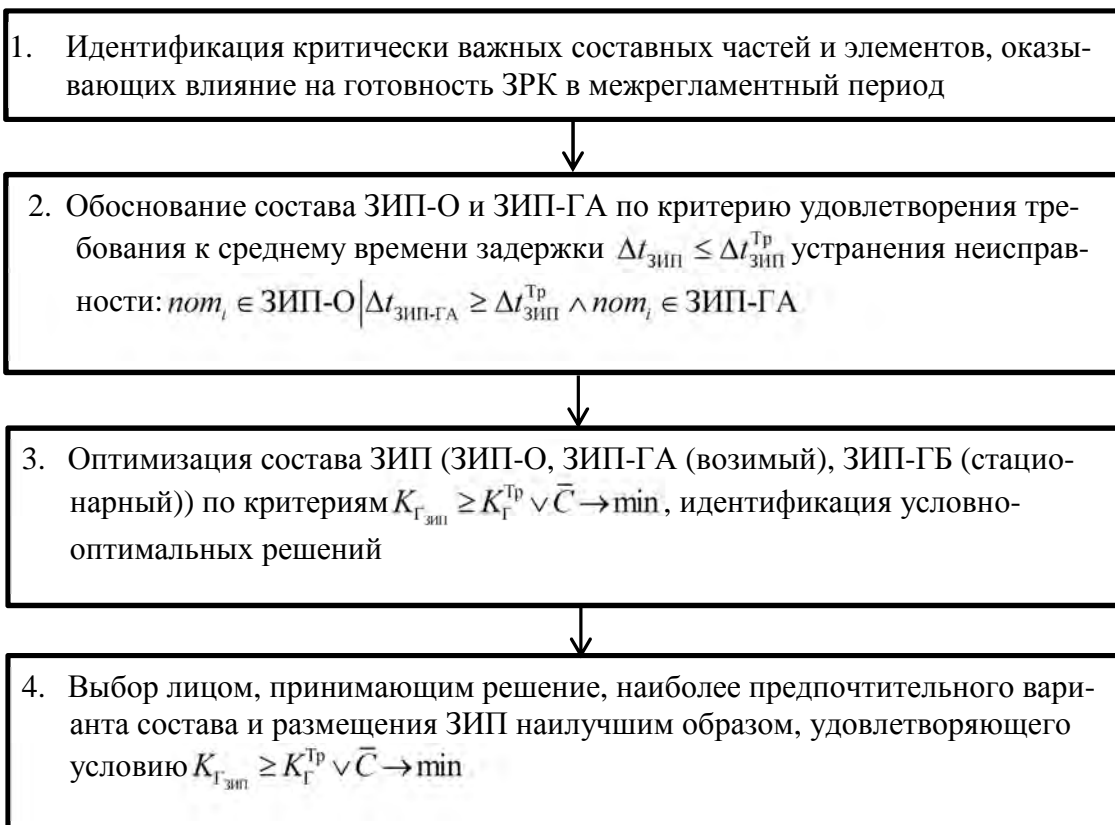 1. Идентификация критически важных составных частей и элементов, оказы-
вающих влияние на готовность ЗРК в межрегламентный период
2. Обоснование состава ЗИП-О и ЗИП-ГА по критерию удовлетворения тре-
бования к среднему времени задержки Δt_ЗИП ≤ Δt_ЗИП^Тр устранения неисправ-
ности: nom_i ∈ ЗИП-О | Δt_ЗИП-ГА ≥ Δt_ЗИП^Тр ∧ nom_i ∈ ЗИП-ГА
3. Оптимизация состава ЗИП (ЗИП-О, ЗИП-ГА (возимый), ЗИП-ГБ (стацио-
нарный)) по критериям K_Г_зип ≥ K_Г^Тр ∨ C̅ → min, идентификация условно-
оптимальных решений
4. Выбор лицом, принимающим решение, наиболее предпочтительного вари-
анта состава и размещения ЗИП наилучшим образом, удовлетворяющего
условию K_Г_зип ≥ K_Г^Тр ∨ C̅ → min